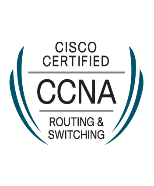 CISCO
CERTIFIED
CCNA
ROUTING &
SWITCHING